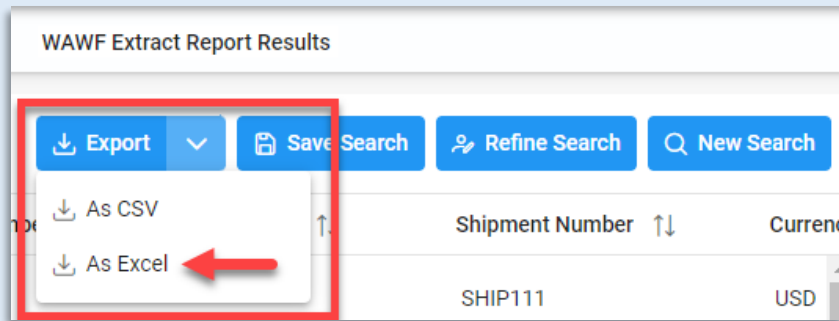 WAWF Extract Report Results
Export Save Search Refine Search New Search
As CSV
Shipment Number
As Excel
SHIP111 USD